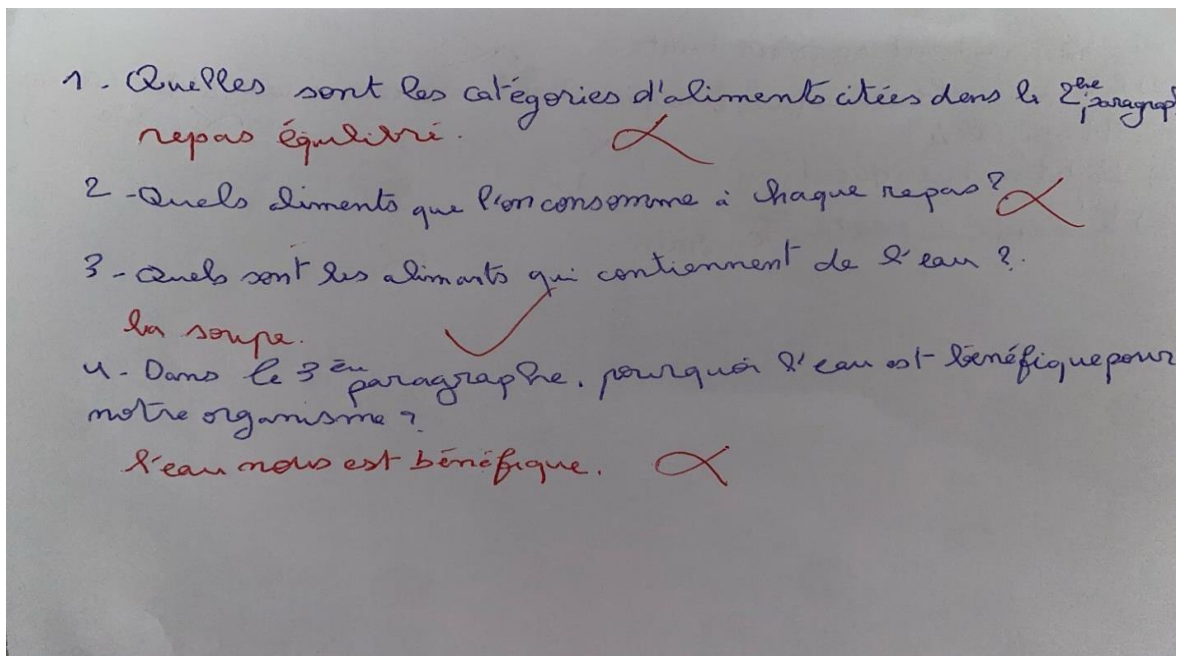 1. Quelles sont les catégories d'aliments citées dans le 2ème paragrap
repas équilibré.
2 - Quels aliments que l'on consomme à chaque repas ?
3 - Quels sont les alimants qui contiennent de l'eau ?.
la soupe.
4. Dans le 3ème paragraphe, pourquoi l'eau est bénéfique pour
notre organisme ?
l'eau nous est bénéfique.